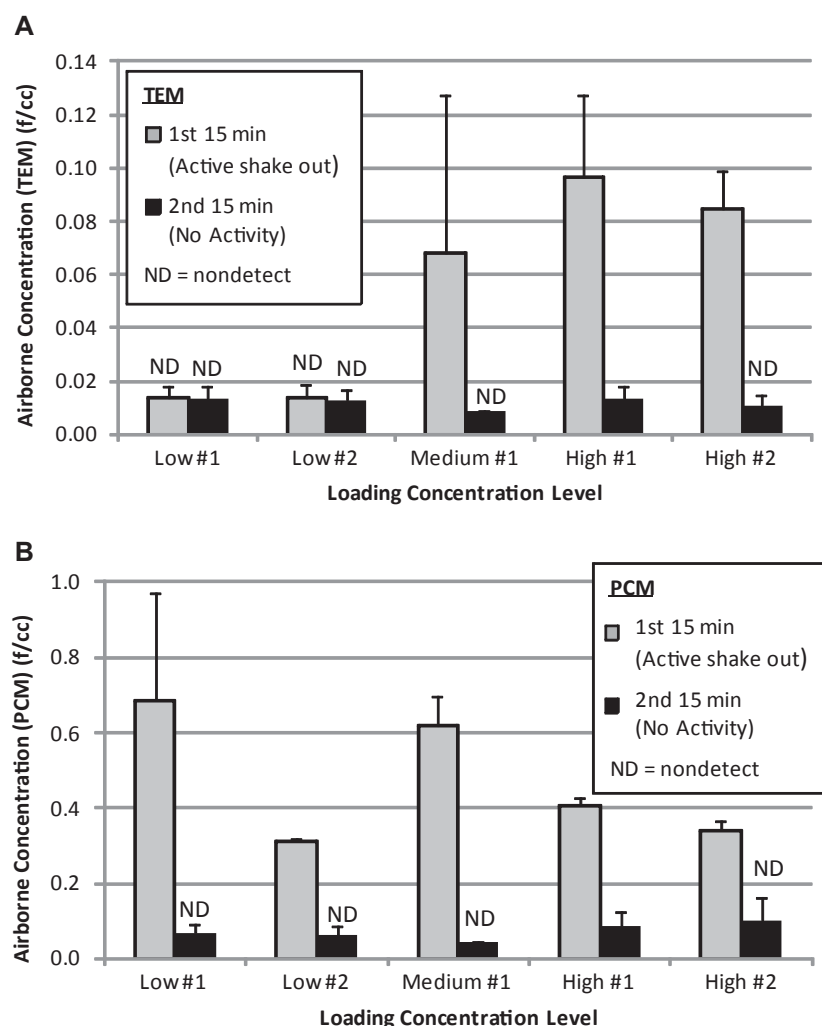 A
Airborne Concentration (TEM) (f/cc)
0.14
0.12
0.10
0.08
0.06
0.04
0.02
0.00
TEM
1st 15 min
(Active shake out)
2nd 15 min
(No Activity)
ND = nondetect
ND ND ND ND ND ND
Low #1 Low #2 Medium #1 High #1 High #2
Loading Concentration Level
B
Airborne Concentration (PCM) (f/cc)
1.0
0.8
0.6
0.4
0.2
0.0
PCM
1st 15 min
(Active shake out)
2nd 15 min
(No Activity)
ND = nondetect
ND ND ND ND
Low #1 Low #2 Medium #1 High #1 High #2
Loading Concentration Level